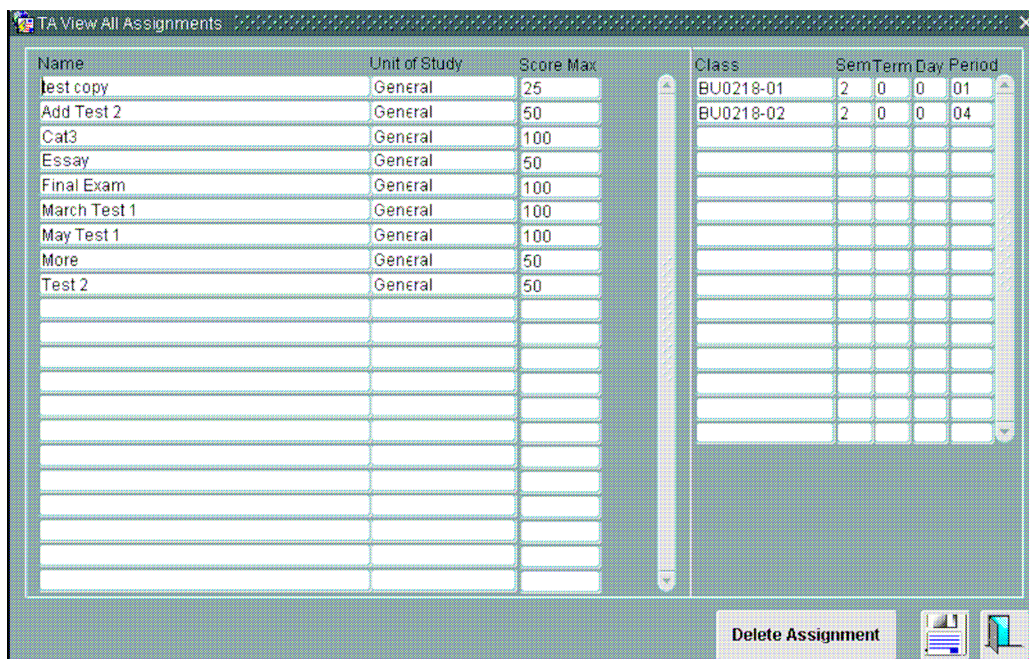 TA View All Assignments
Name Unit of Study Score Max Class Sem Term Day Period
test copy General 25 BU0218-01 2 0 0 01
Add Test 2 General 50 BU0218-02 2 0 0 04
Cat3 General 100
Essay General 50
Final Exam General 100
March Test 1 General 100
May Test 1 General 100
More General 50
Test 2 General 50
Delete Assignment